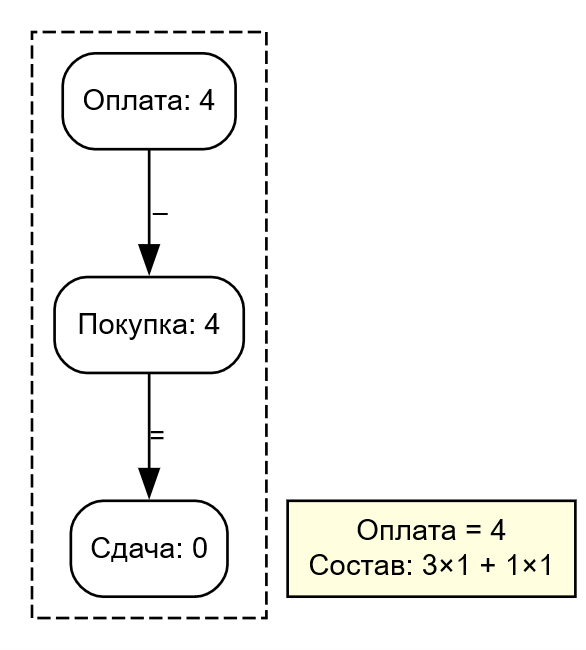 Оплата: 4
–
Покупка: 4
=
Сдача: 0
Оплата = 4
Состав: 3×1 + 1×1